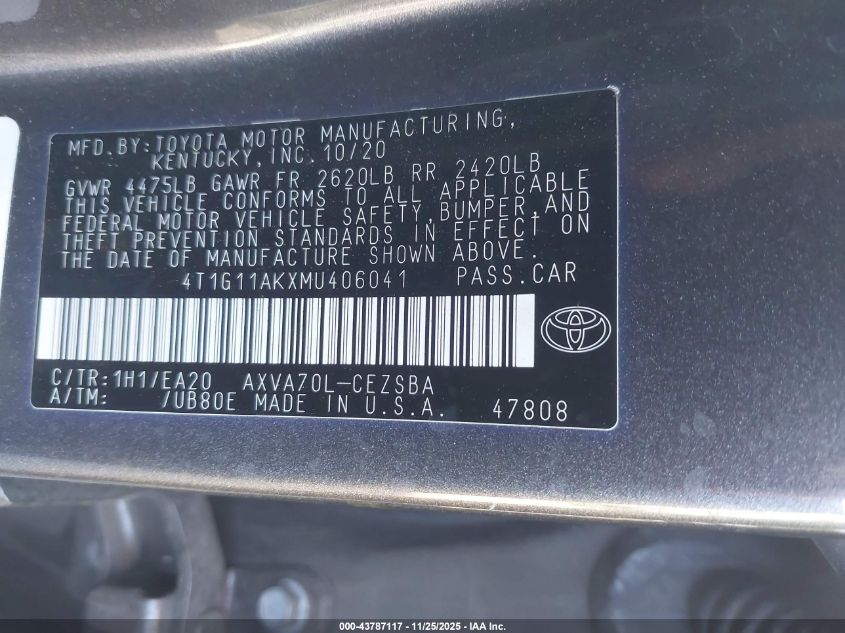 MFD. BY: TOYOTA MOTOR MANUFACTURING,
KENTUCKY, INC. 10/20
GVWR 4475LB GAWR FR 2620LB RR 2420LB
THIS VEHICLE CONFORMS TO ALL APPLICABLE
FEDERAL MOTOR VEHICLE SAFETY, BUMPER, AND
THEFT PREVENTION STANDARDS IN EFFECT ON
THE DATE OF MANUFACTURE SHOWN ABOVE.
4T1G11AKXMU406041 PASS. CAR
C/TR: 1H1/EA20 AXVA70L-CEZSBA
A/TM: /UB80E MADE IN U.S.A. 47808
000-43787117 - 11/25/2025 - IAA Inc.